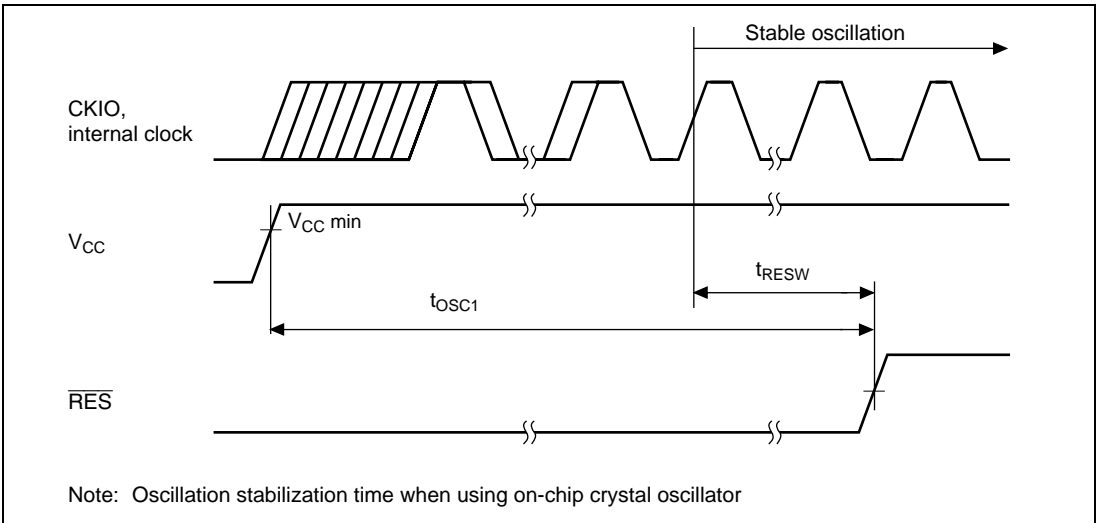 Stable oscillation
CKIO,
internal clock
VCC min
VCC
tRESW
tOSC1
RES
Note: Oscillation stabilization time when using on-chip crystal oscillator